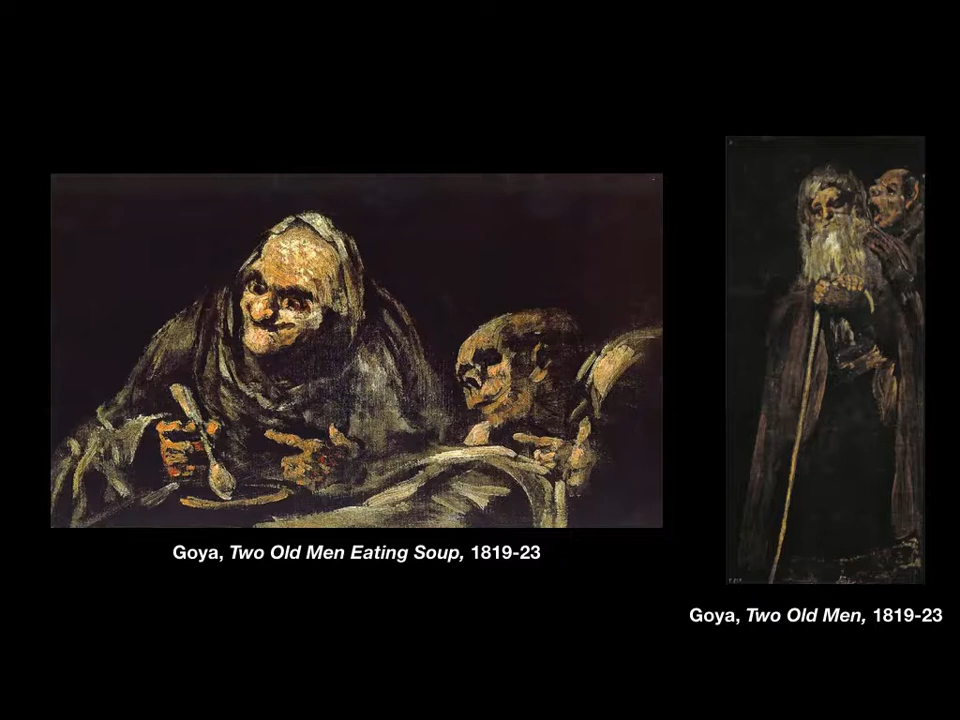 Goya, Two Old Men Eating Soup, 1819-23
Goya, Two Old Men, 1819-23